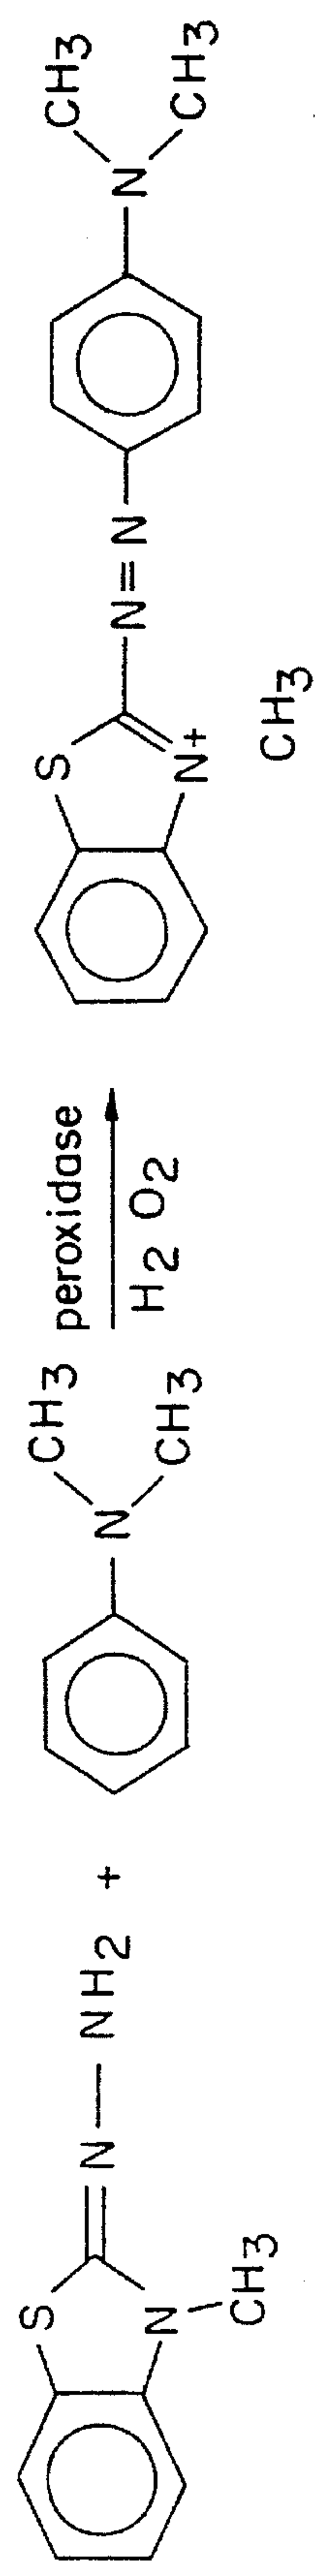 S
N
CH3
N
NH2
+
N
CH3
CH3
peroxidase
H2 O2
S
N+
CH3
N
=
N
N
CH3
CH3